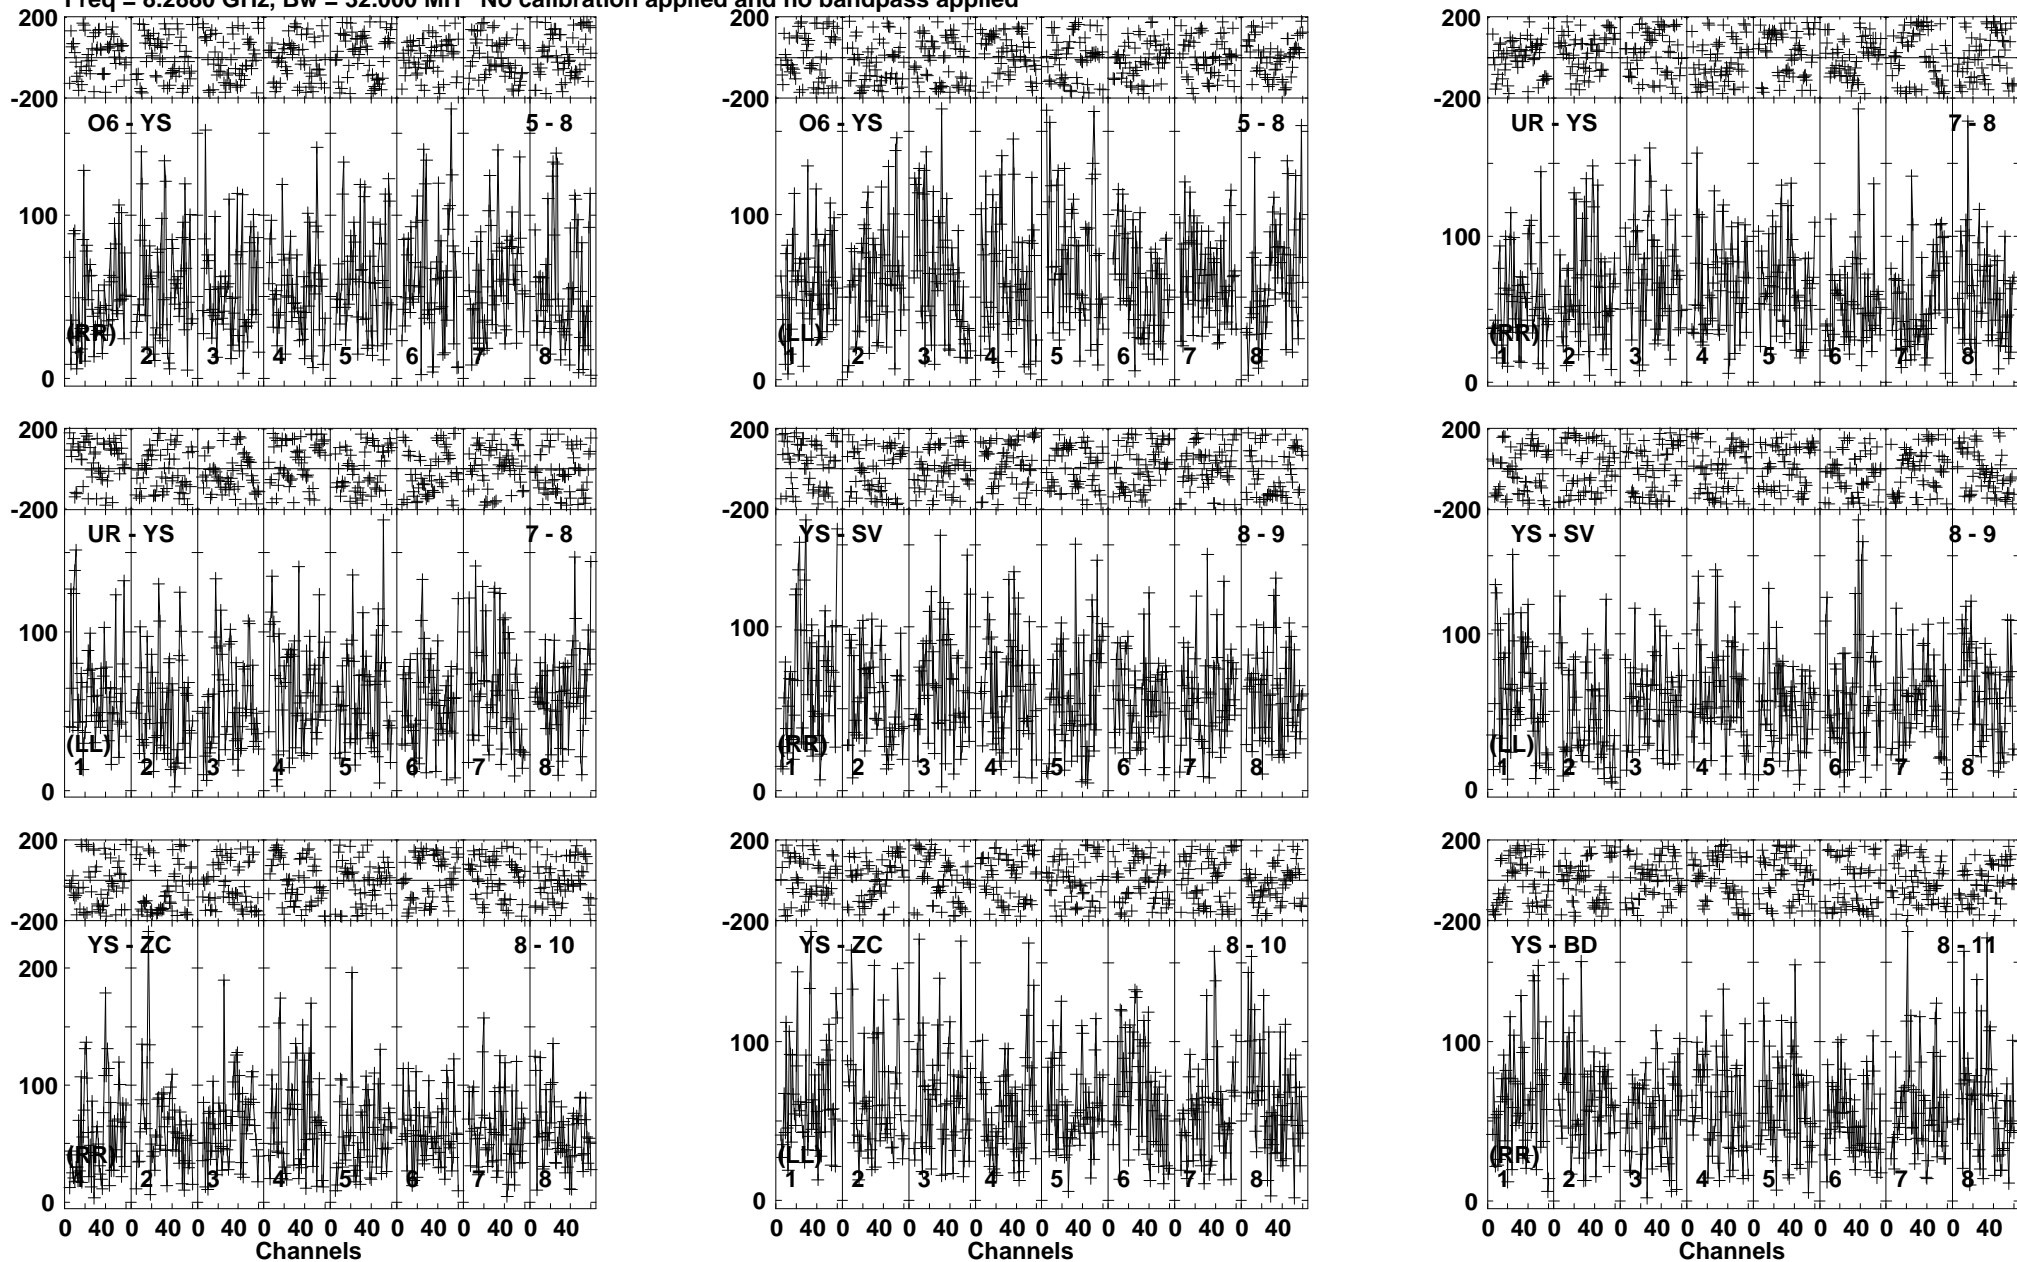 Freq = 8.2880 GHz, Bw = 32.000 MH No calibration applied and no bandpass applied
200 200 200
-200 -200 -200
O6 - YS 5 - 8 O6 - YS 5 - 8 UR - YS 7 - 8
100 100 100
(RR) (LL) (RR)
1 2 3 4 5 6 7 8 1 2 3 4 5 6 7 8 1 2 3 4 5 6 7 8
0 0 0
200 200 200
-200 -200 -200
UR - YS 7 - 8 YS - SV 8 - 9 YS - SV 8 - 9
100 100 100
(LL) (RR) (LL)
1 2 3 4 5 6 7 8 1 2 3 4 5 6 7 8 1 2 3 4 5 6 7 8
0 0 0
200 200 200
-200 -200 -200
YS - ZC 8 - 10 YS - ZC 8 - 10 YS - BD 8 - 11
200
100 100 100
(RR) (LL) (RR)
1 2 3 4 5 6 7 8 1 2 3 4 5 6 7 8 1 2 3 4 5 6 7 8
0 0 0
0 40 0 40 0 40 0 40 0 40 0 40 0 40 0 40 0 40 0 40 0 40 0 40 0 40 0 40 0 40 0 40 0 40 0 40 0 40 0 40 0 40 0 40 0 40 0 40
Channels Channels